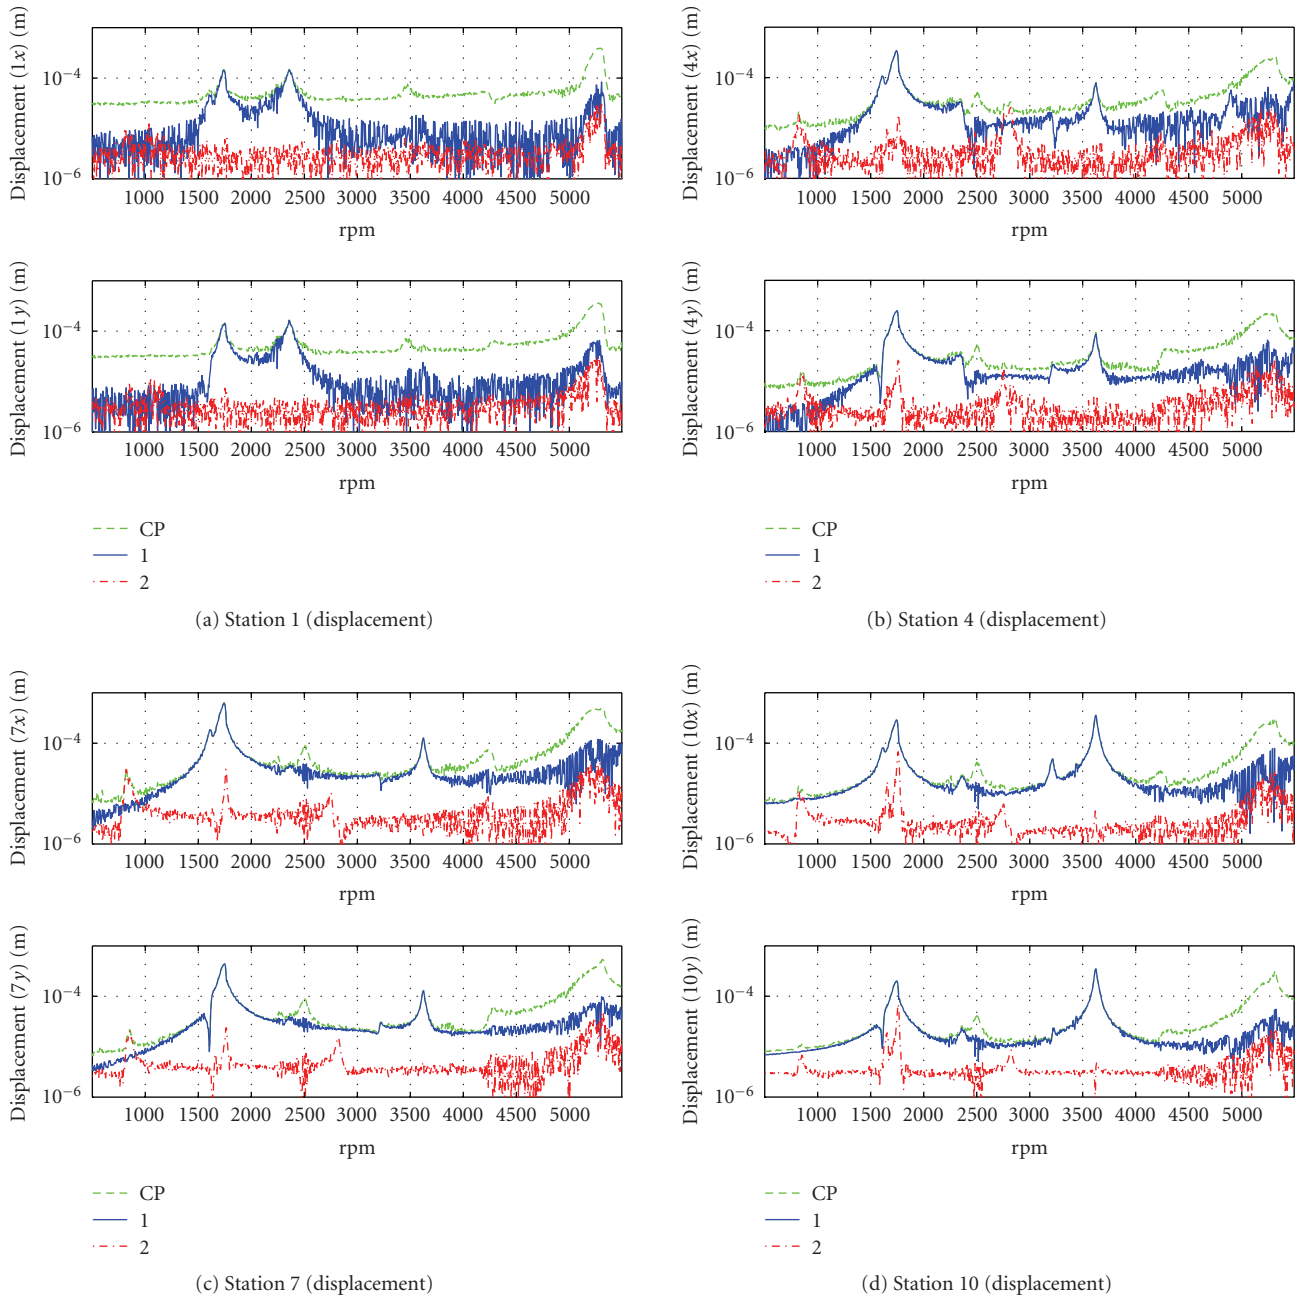 Displacement (1x) (m)
10−4
10−6
1000 1500 2000 2500 3000 3500 4000 4500 5000
rpm
Displacement (1y) (m)
10−4
10−6
1000 1500 2000 2500 3000 3500 4000 4500 5000
rpm
CP
1
2
(a) Station 1 (displacement)
Displacement (4x) (m)
10−4
10−6
1000 1500 2000 2500 3000 3500 4000 4500 5000
rpm
Displacement (4y) (m)
10−4
10−6
1000 1500 2000 2500 3000 3500 4000 4500 5000
rpm
CP
1
2
(b) Station 4 (displacement)
Displacement (7x) (m)
10−4
10−6
1000 1500 2000 2500 3000 3500 4000 4500 5000
rpm
Displacement (7y) (m)
10−4
10−6
1000 1500 2000 2500 3000 3500 4000 4500 5000
rpm
CP
1
2
(c) Station 7 (displacement)
Displacement (10x) (m)
10−4
10−6
1000 1500 2000 2500 3000 3500 4000 4500 5000
rpm
Displacement (10y) (m)
10−4
10−6
1000 1500 2000 2500 3000 3500 4000 4500 5000
rpm
CP
1
2
(d) Station 10 (displacement)